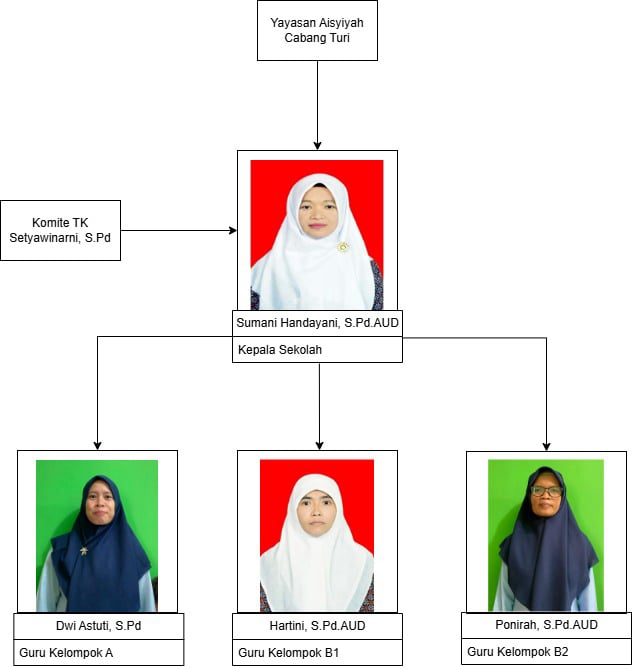 Yayasan Aisyiyah
Cabang Turi
Komite TK
Setyawinarni, S.Pd
Sumani Handayani, S.Pd.AUD
Kepala Sekolah
Dwi Astuti, S.Pd
Guru Kelompok A
Hartini, S.Pd.AUD
Guru Kelompok B1
Ponirah, S.Pd.AUD
Guru Kelompok B2